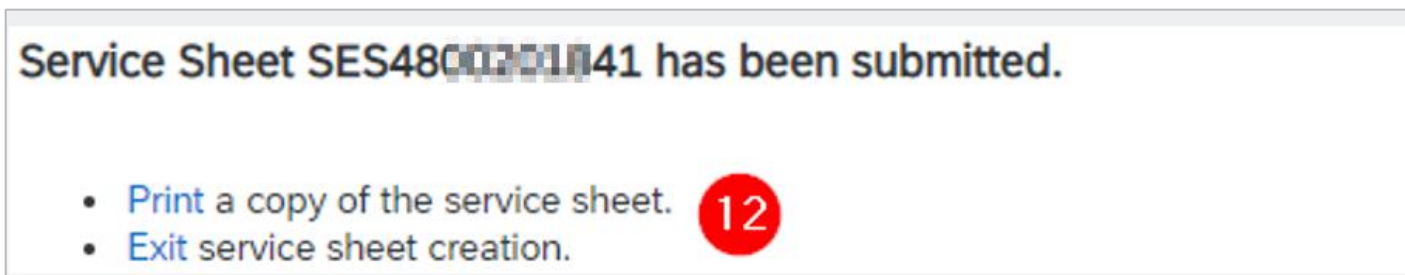 Service Sheet has been submitted.
• Print a copy of the service sheet.
12
• Exit service sheet creation.